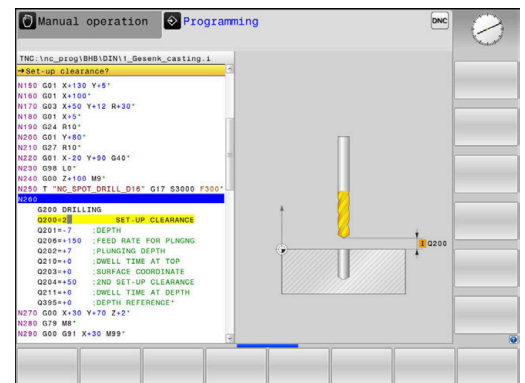 Manual operation
Programming
DNC
TNC:\nc_prog\BHB\DIN\!_Gesenk_casting.i
→Set-up clearance?
N150 G01 X+130 Y+5*
N160 G01 X+100*
N170 G03 X+50 Y+12 R+30*
N180 G01 X+5*
N190 G24 R10*
N200 G01 Y+80*
N210 G27 R10*
N220 G01 X-20 Y+90 G40*
N230 G98 L0*
N240 G00 Z+100 M9*
N250 T "NC_SPOT_DRILL_D16" G17 S3000 F300*
N260
G200 DRILLING
Q200=2 SET-UP CLEARANCE
Q201=-7 ;DEPTH
Q206=+150 ;FEED RATE FOR PLNGNG
Q202=+7 ;PLUNGING DEPTH
Q210=+0 ;DWELL TIME AT TOP
Q203=+0 ;SURFACE COORDINATE
Q204=+50 ;2ND SET-UP CLEARANCE
Q211=+0 ;DWELL TIME AT DEPTH
Q395=+0 ;DEPTH REFERENCE*
N270 G00 X+30 Y+70 Z+2*
N280 G79 M8*
N290 G00 G91 X+30 M99*
I Q200